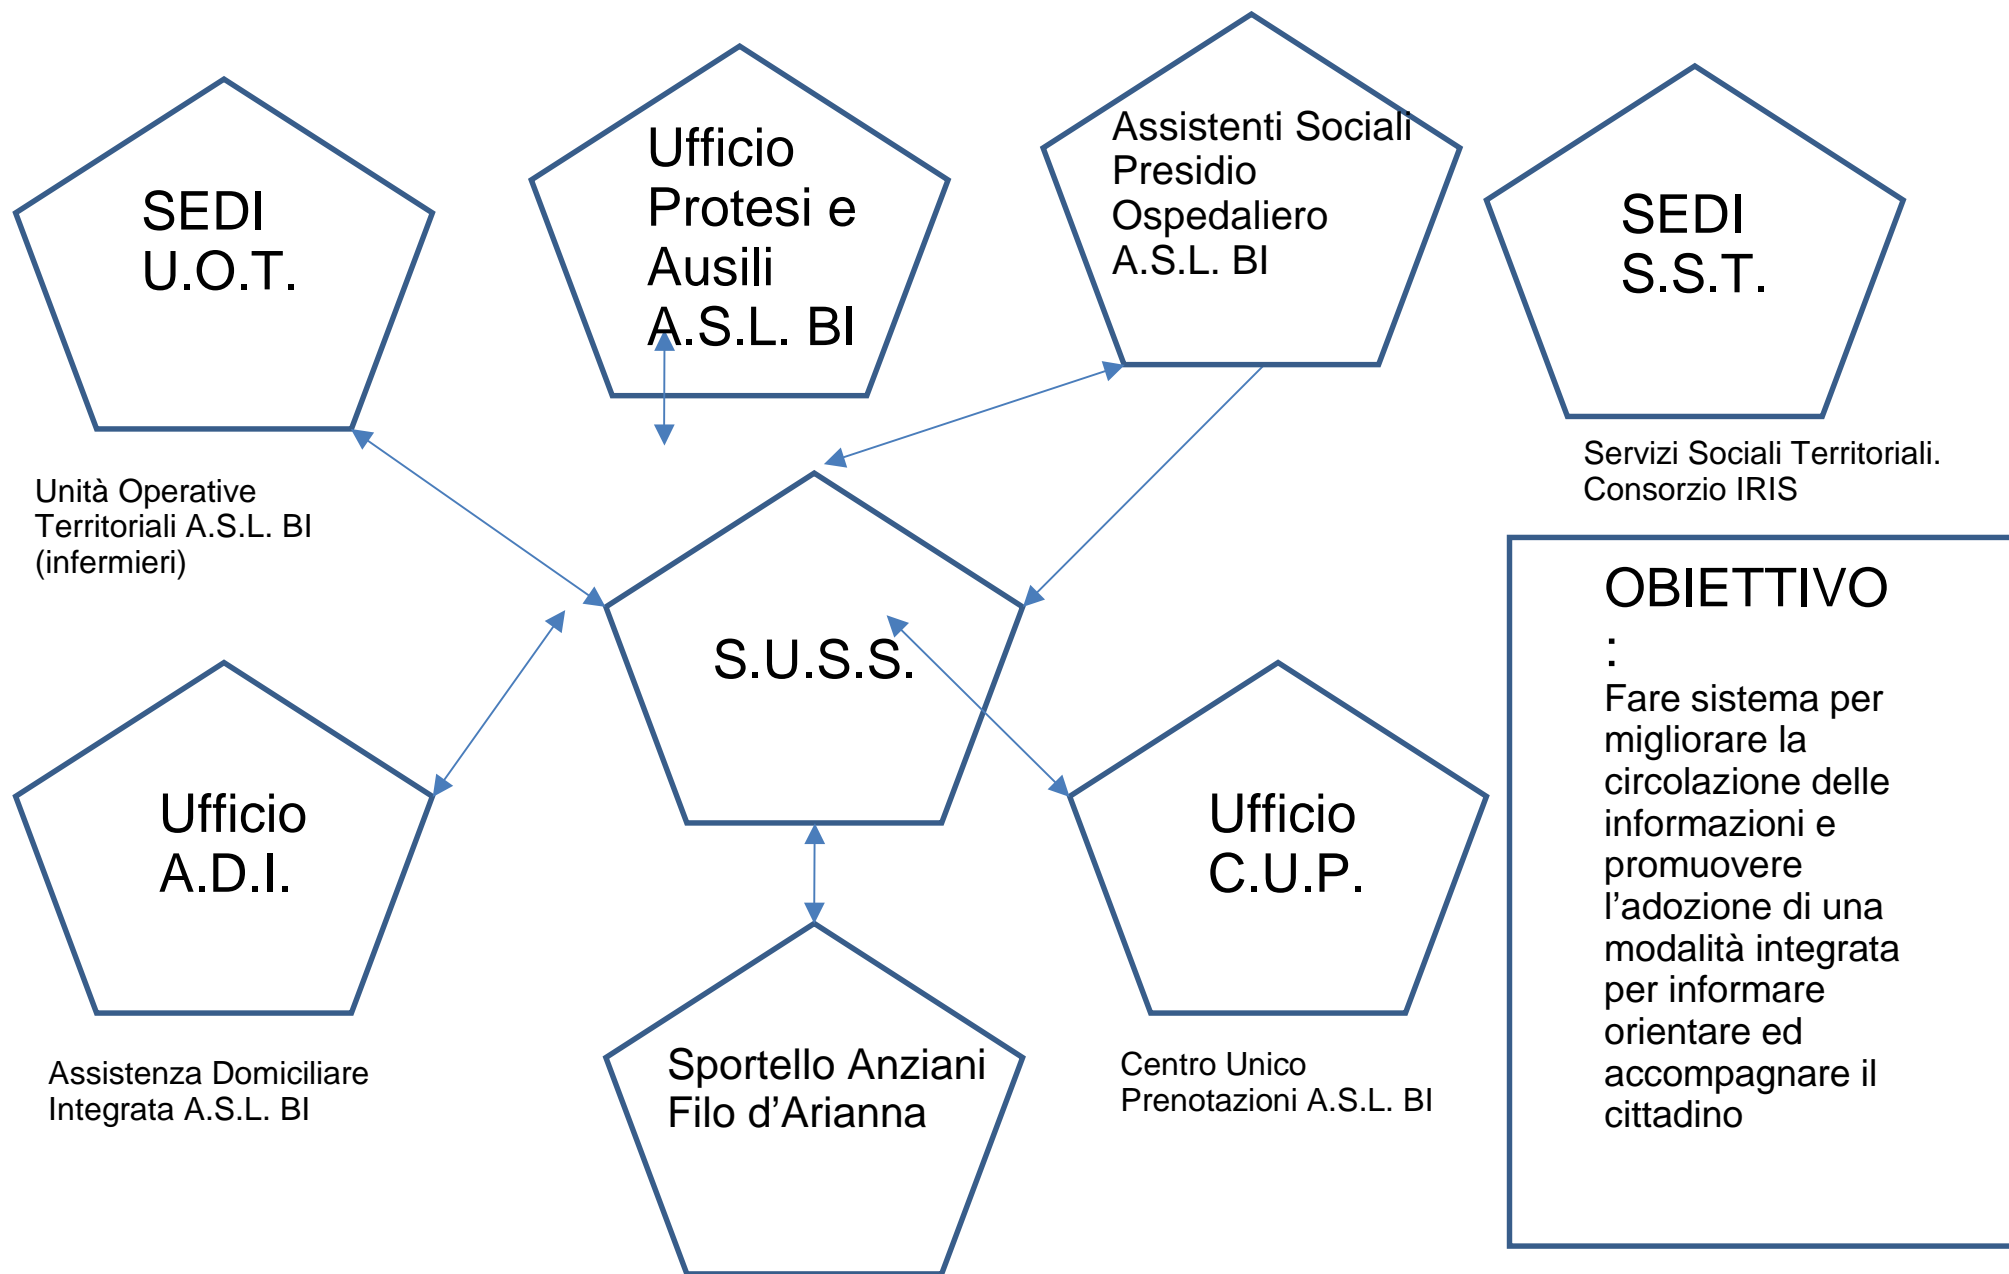 SEDI
U.O.T.
Unità Operative
Territoriali A.S.L. BI
(infermieri)
Ufficio
Protesi e
Ausili
A.S.L. BI
Assistenti Sociali
Presidio
Ospedaliero
A.S.L. BI
SEDI
S.S.T.
Servizi Sociali Territoriali.
Consorzio IRIS
S.U.S.S.
Ufficio
A.D.I.
Assistenza Domiciliare
Integrata A.S.L. BI
Sportello Anziani
Filo d’Arianna
Ufficio
C.U.P.
Centro Unico
Prenotazioni A.S.L. BI
OBIETTIVO
:
Fare sistema per
migliorare la
circolazione delle
informazioni e
promuovere
l’adozione di una
modalità integrata
per informare
orientare ed
accompagnare il
cittadino